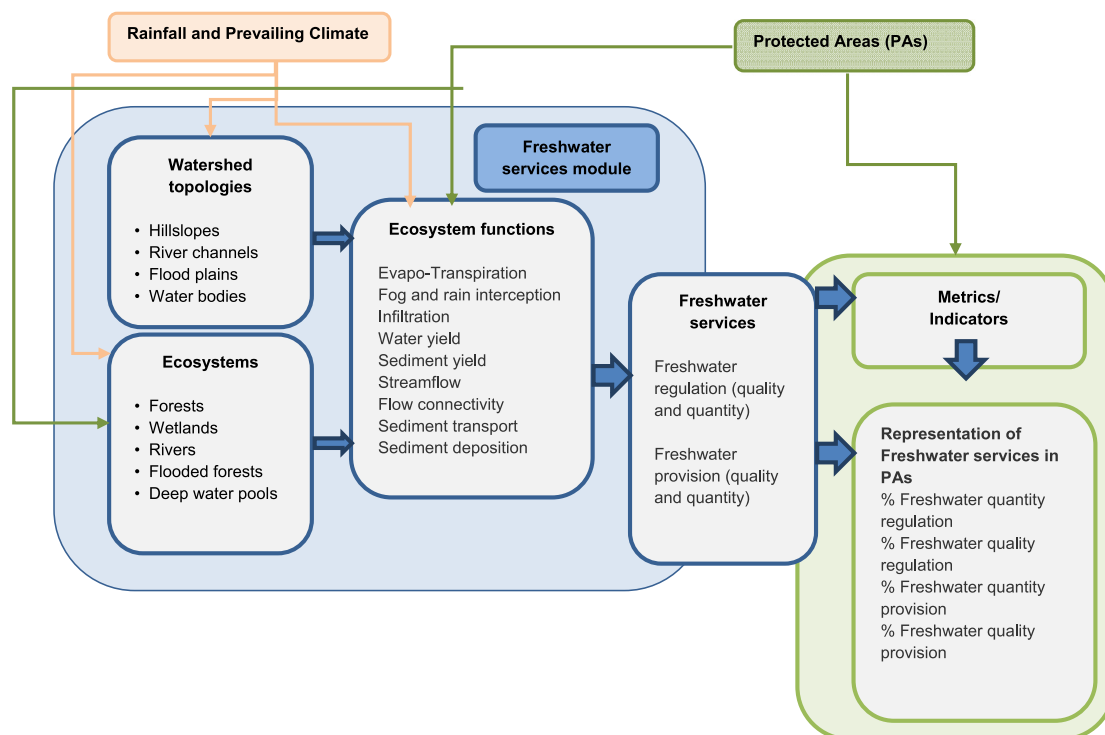 Rainfall and Prevailing Climate
Protected Areas (PAs)
Freshwater
services module
Watershed
topologies
• Hillslopes
• River channels
• Flood plains
• Water bodies
Ecosystems
• Forests
• Wetlands
• Rivers
• Flooded forests
• Deep water pools
Ecosystem functions
Evapo-Transpiration
Fog and rain interception
Infiltration
Water yield
Sediment yield
Streamflow
Flow connectivity
Sediment transport
Sediment deposition
Freshwater
services
Freshwater
regulation (quality
and quantity)
Freshwater
provision (quality
and quantity)
Metrics/
Indicators
Representation of
Freshwater services in
PAs
% Freshwater quantity
regulation
% Freshwater quality
regulation
% Freshwater quantity
provision
% Freshwater quality
provision